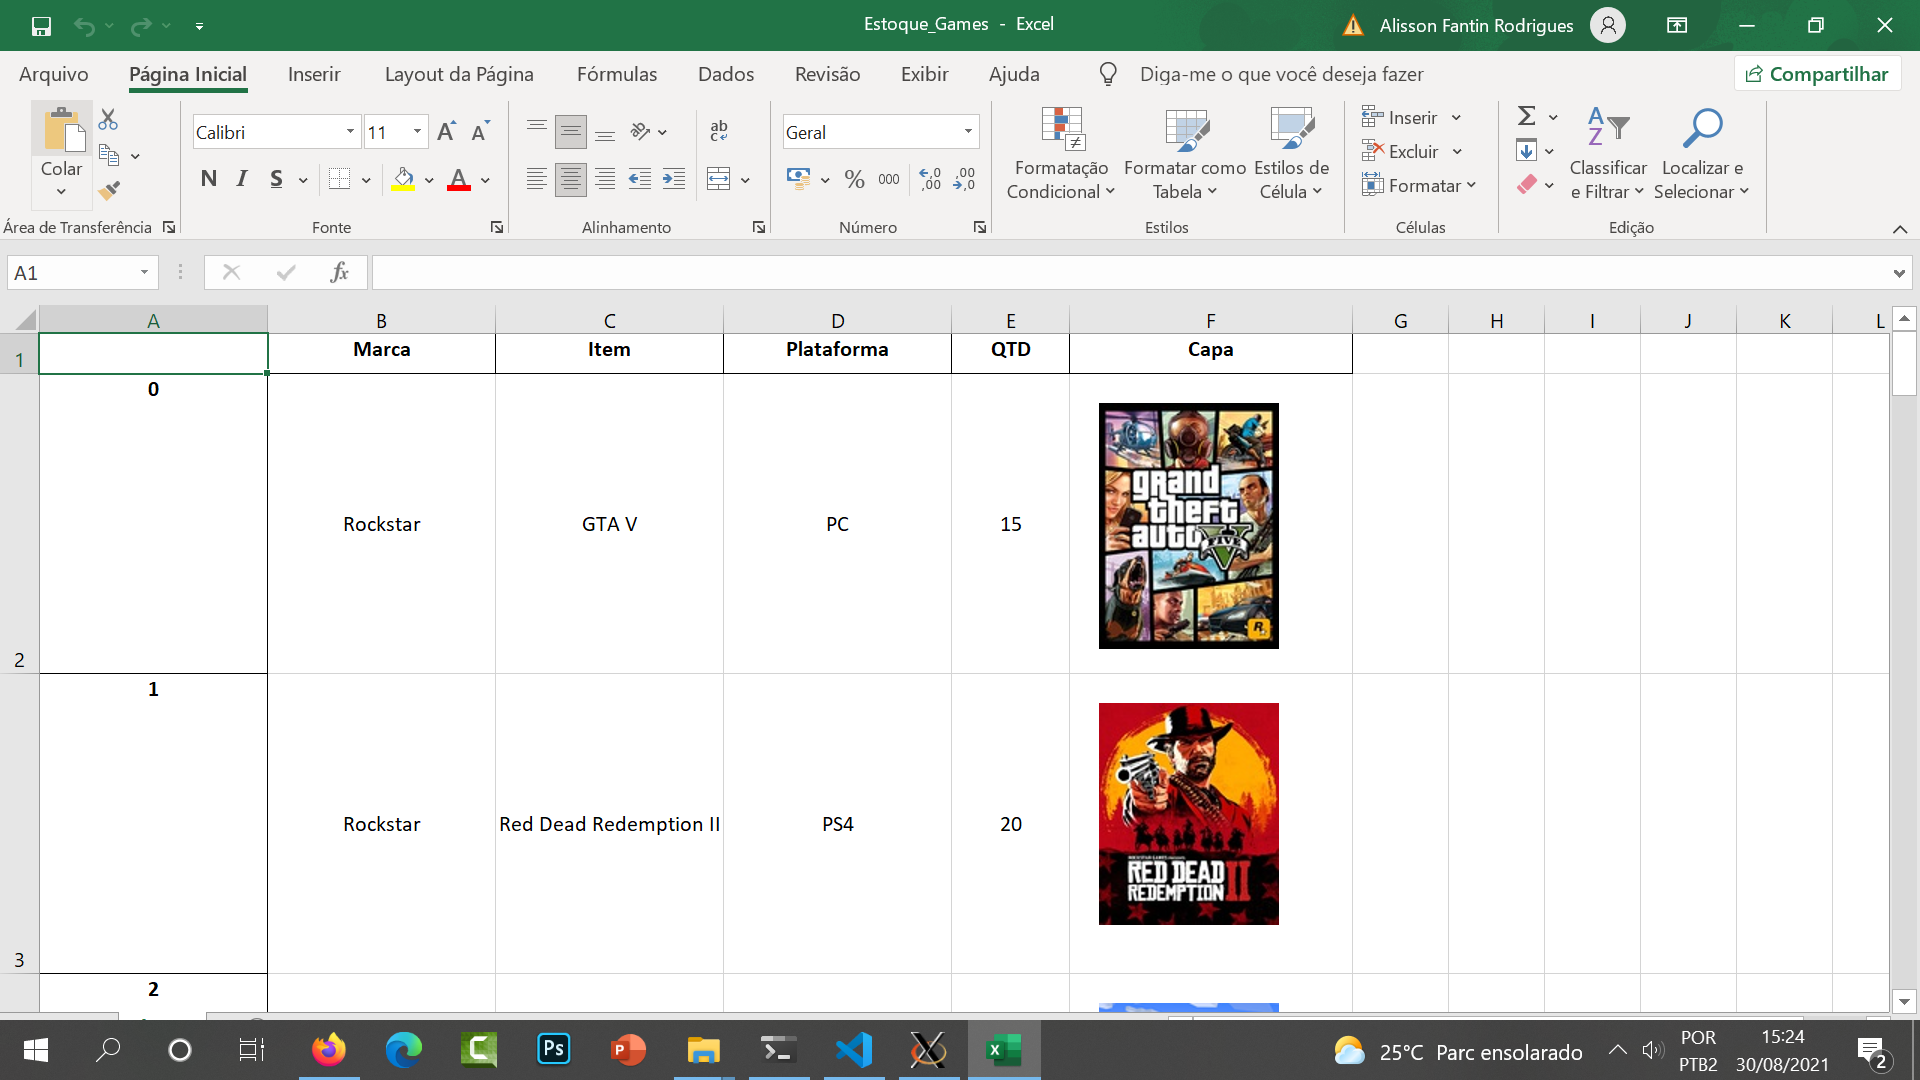 Estoque_Games - Excel
Alisson Fantin Rodrigues
Arquivo Página Inicial Inserir Layout da Página Fórmulas Dados Revisão Exibir Ajuda Diga-me o que você deseja fazer Compartilhar
Colar
Área de Transferência
Calibri 11
N I S
Fonte
ab
c
Alinhamento
Geral
% 000 ,00 ,00
Número
Formatação Condicional
Formatar como Tabela
Estilos de Célula
Estilos
Inserir
Excluir
Formatar
Células
Classificar e Filtrar
Localizar e Selecionar
Edição
A1 fx
A B C D E F G H I J K L
1 Marca Item Plataforma QTD Capa
0
2 Rockstar GTA V PC 15
grand
theft
auto
V
FIVE
R
1
3 Rockstar Red Dead Redemption II PS4 20
RED DEAD
REDEMPTION II
2
25°C Parc ensolarado
POR
PTB2
15:24
30/08/2021
2